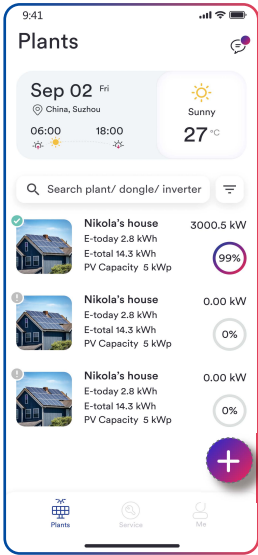 9:41
Plants
Sep 02 Fri
China, Suzhou
06:00 18:00
Sunny
27 °C
Search plant/ dongle/ inverter
Nikola's house 3000.5 kW
E-today 2.8 kWh
E-total 14.3 kWh
PV Capacity 5 kWp
99%
Nikola's house 0.00 kW
E-today 2.8 kWh
E-total 14.3 kWh
PV Capacity 5 kWp
0%
Nikola's house 0.00 kW
E-today 2.8 kWh
E-total 14.3 kWh
PV Capacity 5 kWp
0%
Plants Service Me